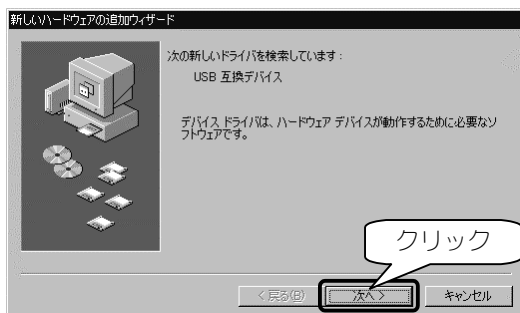 新しいハードウェアの追加ウィザード
次の新しいドライバを検索しています:
USB 互換デバイス
デバイス ドライバは、ハードウェア デバイスが動作するために必要なソ
フトウェアです。
クリック
< 戻る(B)
次へ >
キャンセル